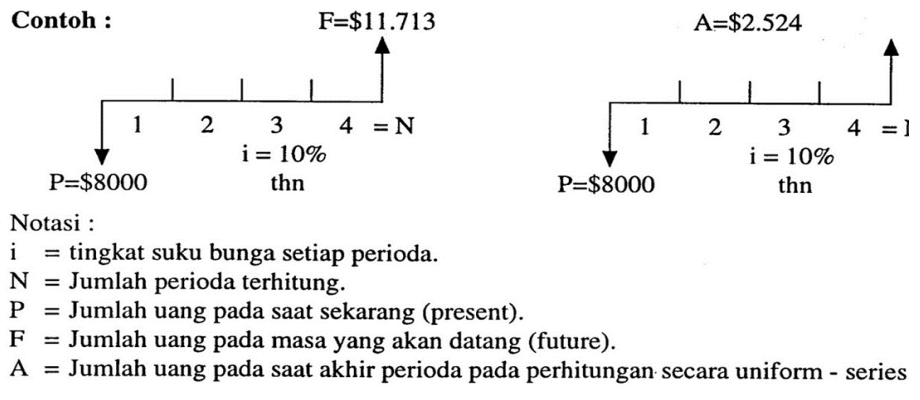 Contoh : F=$11.713 A=$2.524
1 2 3 4 = N 1 2 3 4 =
i = 10% i = 10%
P=$8000 thn P=$8000 thn
Notasi :
i = tingkat suku bunga setiap perioda.
N = Jumlah perioda terhitung.
P = Jumlah uang pada saat sekarang (present).
F = Jumlah uang pada masa yang akan datang (future).
A = Jumlah uang pada saat akhir perioda pada perhitungan secara uniform - series